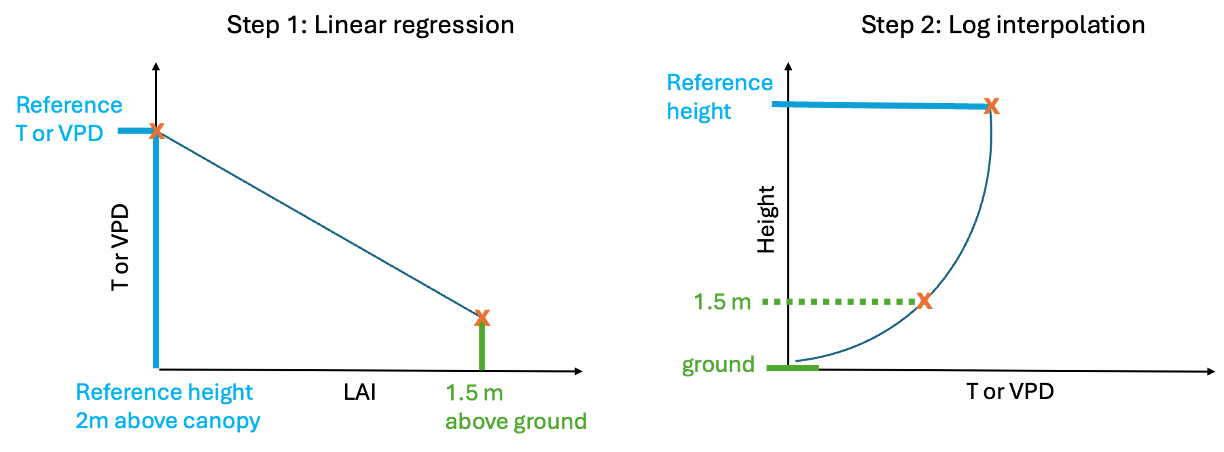 Step 1: Linear regression
Reference
T or VPD
T or VPD
Reference height
2m above canopy
LAI
1.5 m
above ground
Step 2: Log interpolation
Reference
height
Height
1.5 m
ground
T or VPD